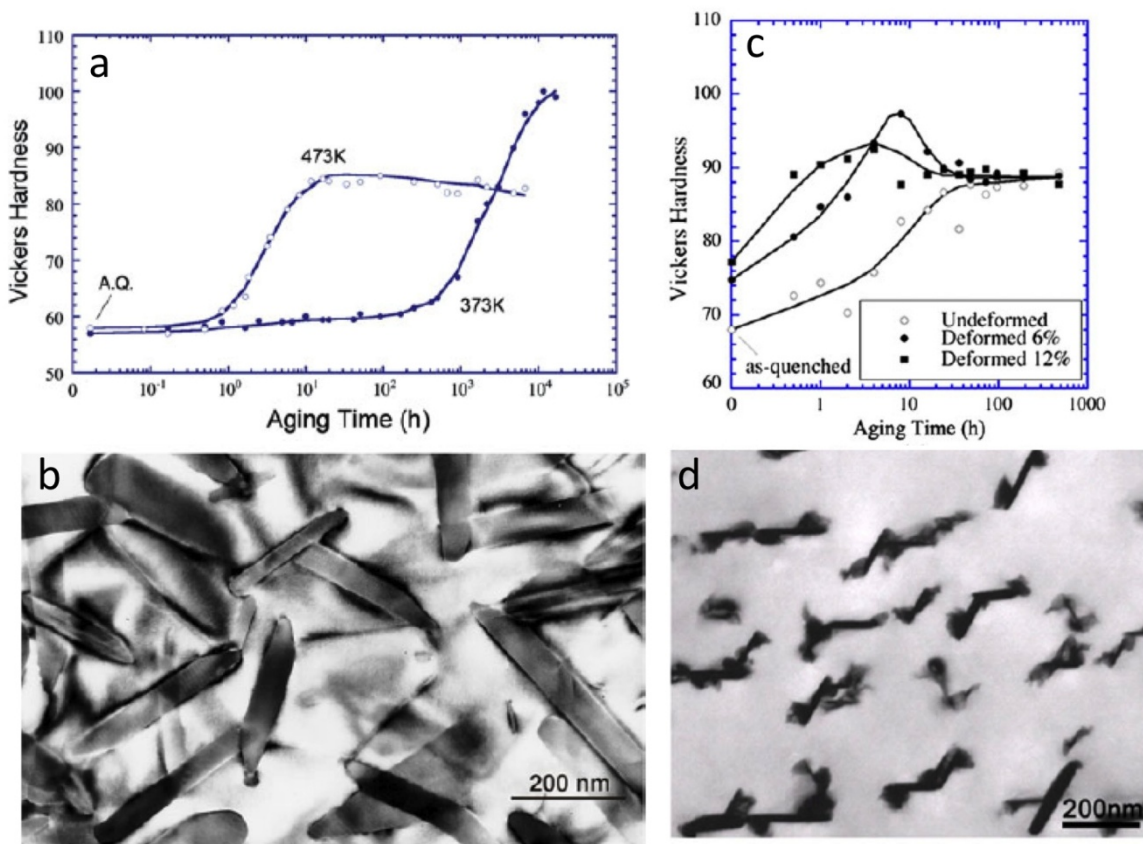 a
110
100
90
80
70
60
50
Vickers Hardness
473K
A.Q.
373K
10⁻¹ 10⁰ 10¹ 10² 10³ 10⁴ 10⁵
Aging Time (h)
c
110
100
90
80
70
60
Vickers Hardness
Undeformed
Deformed 6%
Deformed 12%
as-quenched
0 1 10 100 1000
Aging Time (h)
b
200 nm
d
200nm